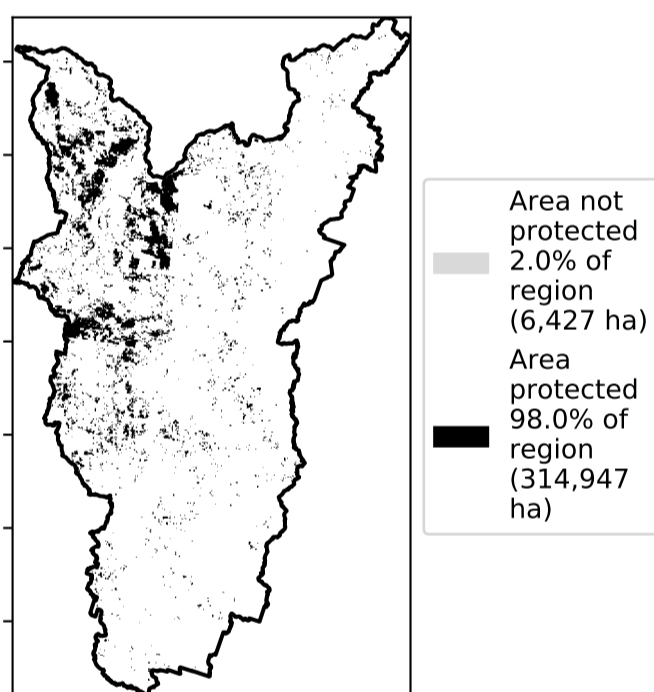 Area not
protected
2.0% of
region
(6,427 ha)
Area
protected
98.0% of
region
(314,947
ha)